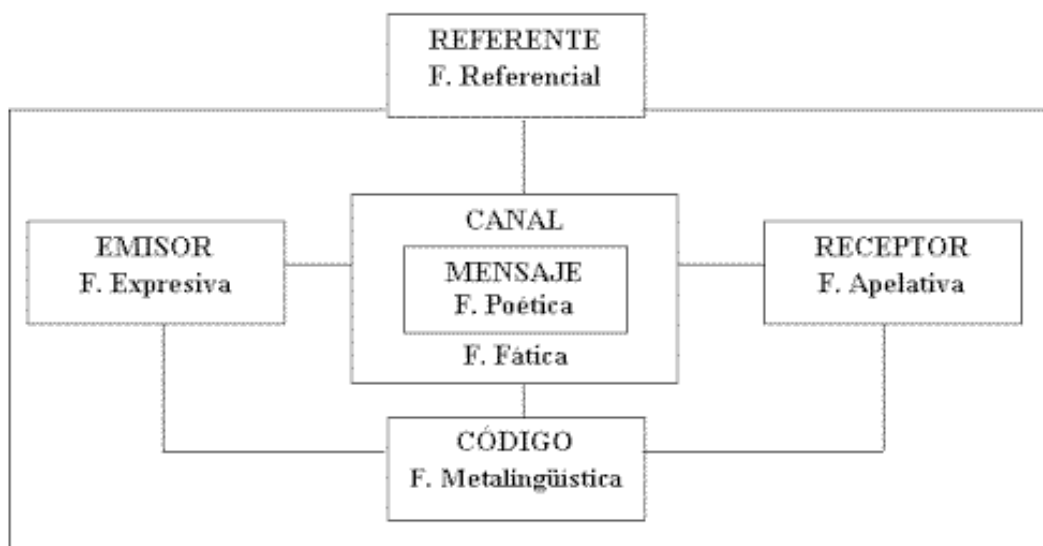 REFERENTE
F. Referencial
CANAL
EMISOR
F. Expresiva
MENSAJE
F. Poética
F. Fática
RECEPTOR
F. Apelativa
CÓDIGO
F. Metalingüística